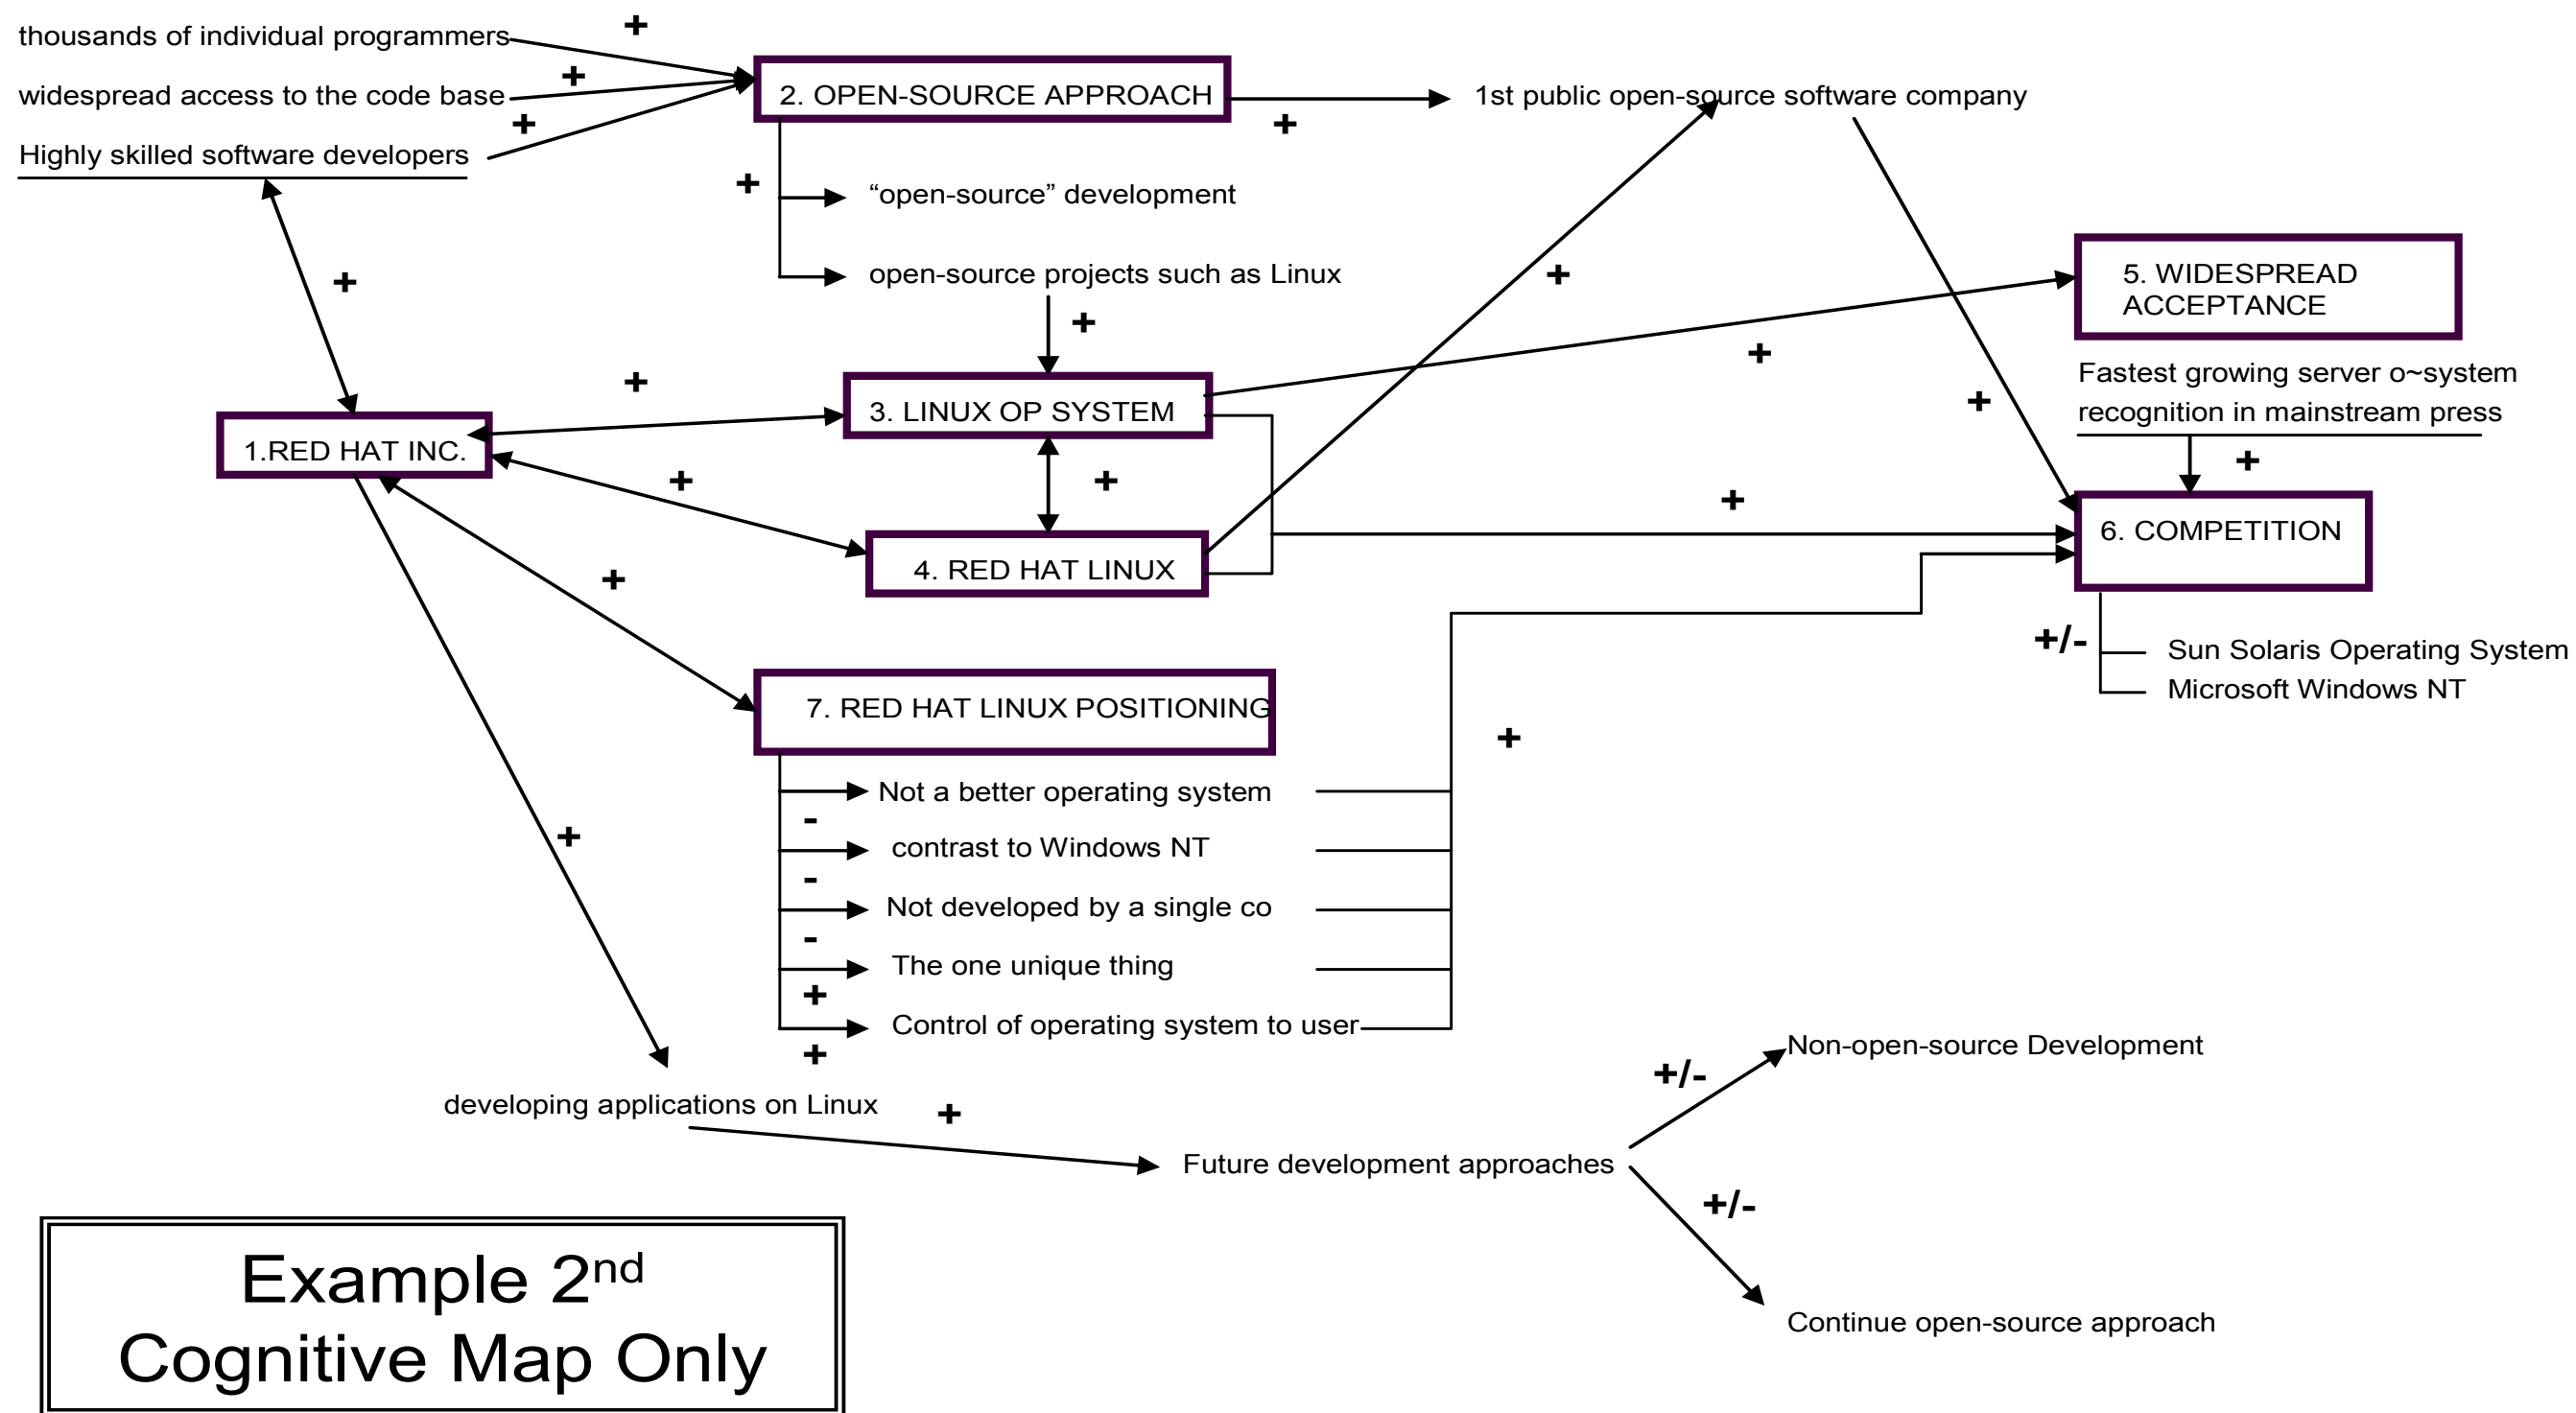 thousands of individual programmers
+
widespread access to the code base
+
Highly skilled software developers
+
2. OPEN-SOURCE APPROACH
+
1st public open-source software company
+
“open-source” development
open-source projects such as Linux
+
+
+
5. WIDESPREAD
ACCEPTANCE
+
+
Fastest growing server o~system
recognition in mainstream press
+
+
3. LINUX OP SYSTEM
1.RED HAT INC.
+
+
+
4. RED HAT LINUX
+
6. COMPETITION
+/-
Sun Solaris Operating System
Microsoft Windows NT
+
7. RED HAT LINUX POSITIONING
+
Not a better operating system
-
contrast to Windows NT
-
Not developed by a single co
-
The one unique thing
+
Control of operating system to user
+
+
developing applications on Linux
+
Future development approaches
+/-
Non-open-source Development
+/-
Continue open-source approach
Example 2nd
Cognitive Map Only